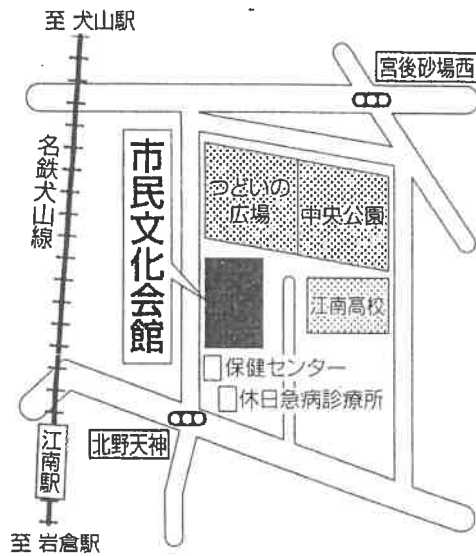 至 犬山駅
宮後砂場西
名鉄犬山線
市民文化会館
つどいの
広場
中央公園
江南高校
保健センター
休日急病診療所
北野天神
江南駅
至 岩倉駅